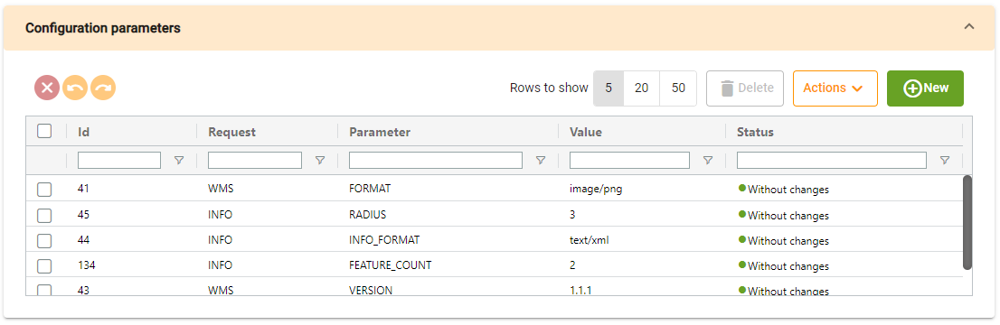 Configuration parameters
Rows to show 5 20 50 Delete Actions New
Id Request Parameter Value Status
41 WMS FORMAT image/png Without changes
45 INFO RADIUS 3 Without changes
44 INFO INFO_FORMAT text/xml Without changes
134 INFO FEATURE_COUNT 2 Without changes
43 WMS VERSION 1.1.1 Without changes